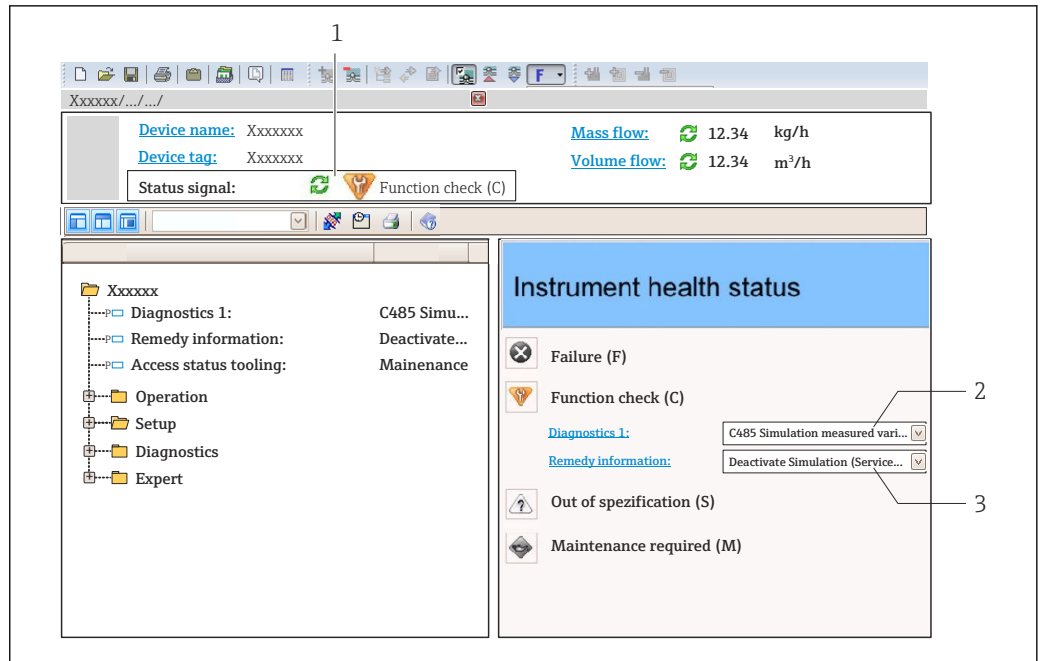 1
F
Xxxxxx/.../.../
Device name: Xxxxxxx
Mass flow: 12.34 kg/h
Device tag: Xxxxxxx
Volume flow: 12.34 m³/h
Status signal: Function check (C)
Xxxxxx
Diagnostics 1: C485 Simu...
Remedy information: Deactivate...
Access status tooling: Mainenance
Operation
Setup
Diagnostics
Expert
Instrument health status
Failure (F)
Function check (C)
2
Diagnostics 1: C485 Simulation measured vari...
Remedy information: Deactivate Simulation (Service...
Out of spezification (S)
3
Maintenance required (M)